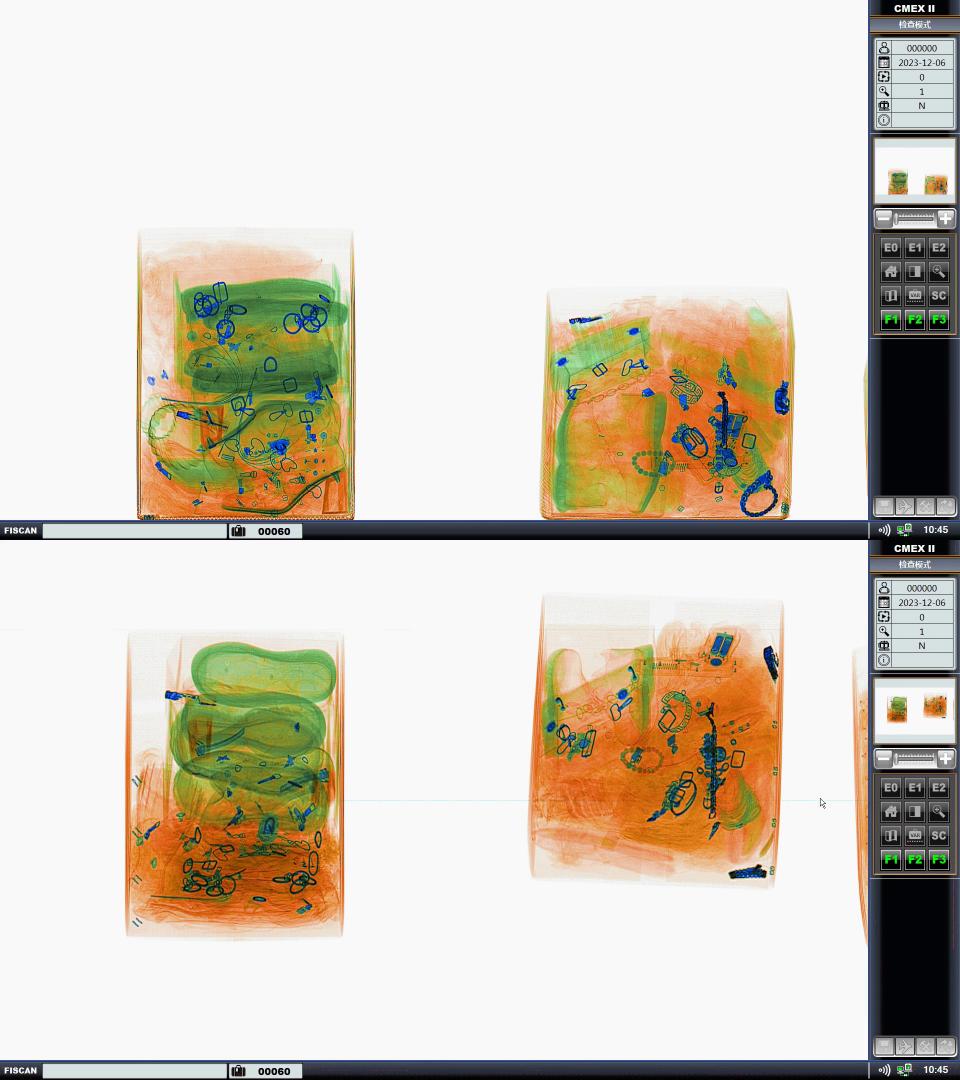 CMEX II
检查模式
000000
2023-12-06
0
1
N
E0 E1 E2
VAR SC
F1 F2 F3
FISCAN 00060 10:45
CMEX II
检查模式
000000
2023-12-06
0
1
N
E0 E1 E2
VAR SC
F1 F2 F3
FISCAN 00060 10:45